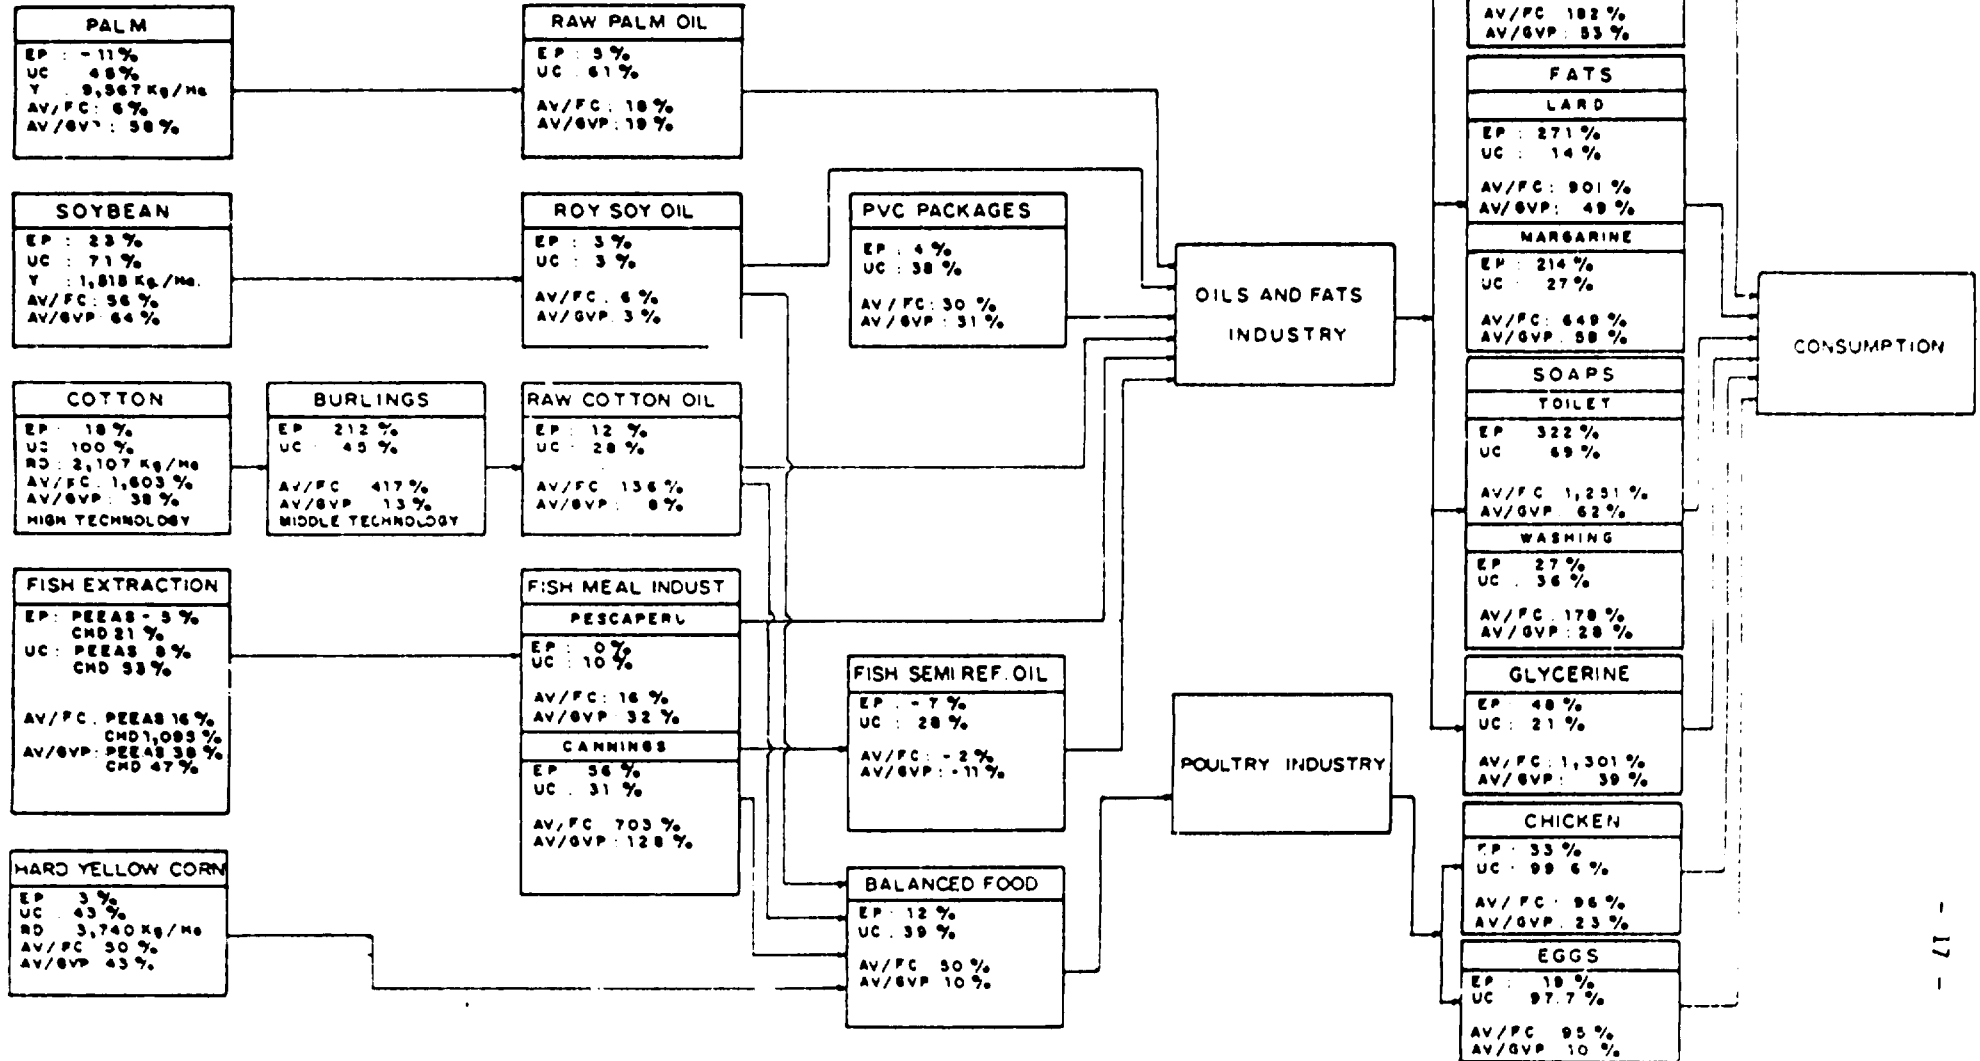 PALM
EP : -11%
UC 48%
Y 9,567 Kg/Ha
AV/FC: 6%
AV/GVP: 58%
RAW PALM OIL
EP : 5%
UC : 61%
AV/FC: 18%
AV/GVP: 19%
SOYBEAN
EP : 23%
UC : 71%
Y : 1,818 Kg/Ha.
AV/FC: 56%
AV/GVP: 64%
ROY SOY OIL
EP : 3%
UC : 3%
AV/FC. 6%
AV/GVP. 3%
PVC PACKAGES
EP : 4%
UC : 38%
AV/FC: 30%
AV/GVP: 31%
COTTON
EP : 18%
UC 100%
RD : 2,107 Kg/Ha
AV/FC. 1,603%
AV/GVP: 38%
HIGH TECHNOLOGY
BURLINGS
EP 212%
UC 45%
AV/FC 417%
AV/GVP 13%
MIDDLE TECHNOLOGY
RAW COTTON OIL
EP : 12 %
UC 28%
AV/FC 136%
AV/GVP: 8%
FISH EXTRACTION
EP: PEEAS - 5%
CHD 21%
UC: PEEAS 8%
CHD 53%
AV/FC. PEEAS 16%
CHD 1,095%
AV/GVP: PEEAS 38%
CHD 47%
FISH MEAL INDUST
PESCAPERU
EP : 0%
UC : 10%
AV/FC: 16%
AV/GVP 32%
CANNINGS
EP 56%
UC . 31%
AV/FC 703%
AV/GVP : 128%
FISH SEMI REF. OIL
EP : -7%
UC : 28%
AV/FC: -2%
AV/GVP: -11%
HARD YELLOW CORN
EP 3%
UC . 43%
RD 3,740 Kg/Ha
AV/FC 50%
AV/GVP 43%
BALANCED FOOD
EP : 12%
UC . 39%
AV/FC 50%
AV/GVP 10%
OILS AND FATS
INDUSTRY
POULTRY INDUSTRY
AV/FC 182%
AV/GVP: 53%
FATS
LARD
EP : 271%
UC : 14%
AV/FC: 901%
AV/GVP: 49%
MARGARINE
EP : 214%
UC 27%
AV/FC: 649%
AV/GVP. 58%
SOAPS
TOILET
EP 322%
UC 69%
AV/FC 1,251%
AV/GVP. 62%
WASHING
EP 27%
UC . 36%
AV/FC. 178%
AV/GVP: 28%
GLYCERINE
EP : 48%
UC : 21%
AV/FC: 1,301%
AV/GVP: 39%
CHICKEN
EP : 33%
UC 99 6%
AV/FC: 96%
AV/GVP. 23%
EGGS
EP : 19%
UC 97.7%
AV/FC 95%
AV/GVP 10%
CONSUMPTION
- 17 -